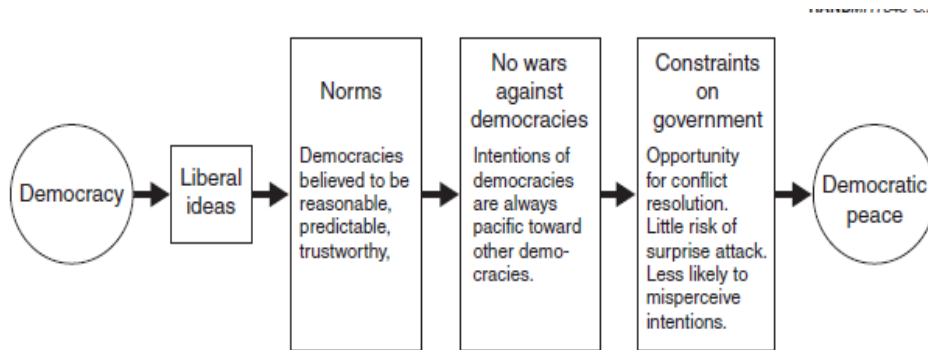 Democracy
Liberal
ideas
Norms
Democracies
believed to be
reasonable,
predictable,
trustworthy,
No wars
against
democracies
Intentions of
democracies
are always
pacific toward
other demo-
cracies.
Constraints
on
government
Opportunity
for conflict
resolution.
Little risk of
surprise attack.
Less likely to
misperceive
intentions.
Democratic
peace